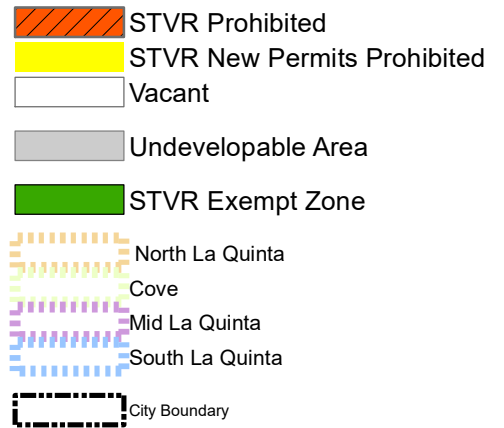 STVR Prohibited
STVR New Permits Prohibited
Vacant
Undevelopable Area
STVR Exempt Zone
North La Quinta
Cove
Mid La Quinta
South La Quinta
City Boundary